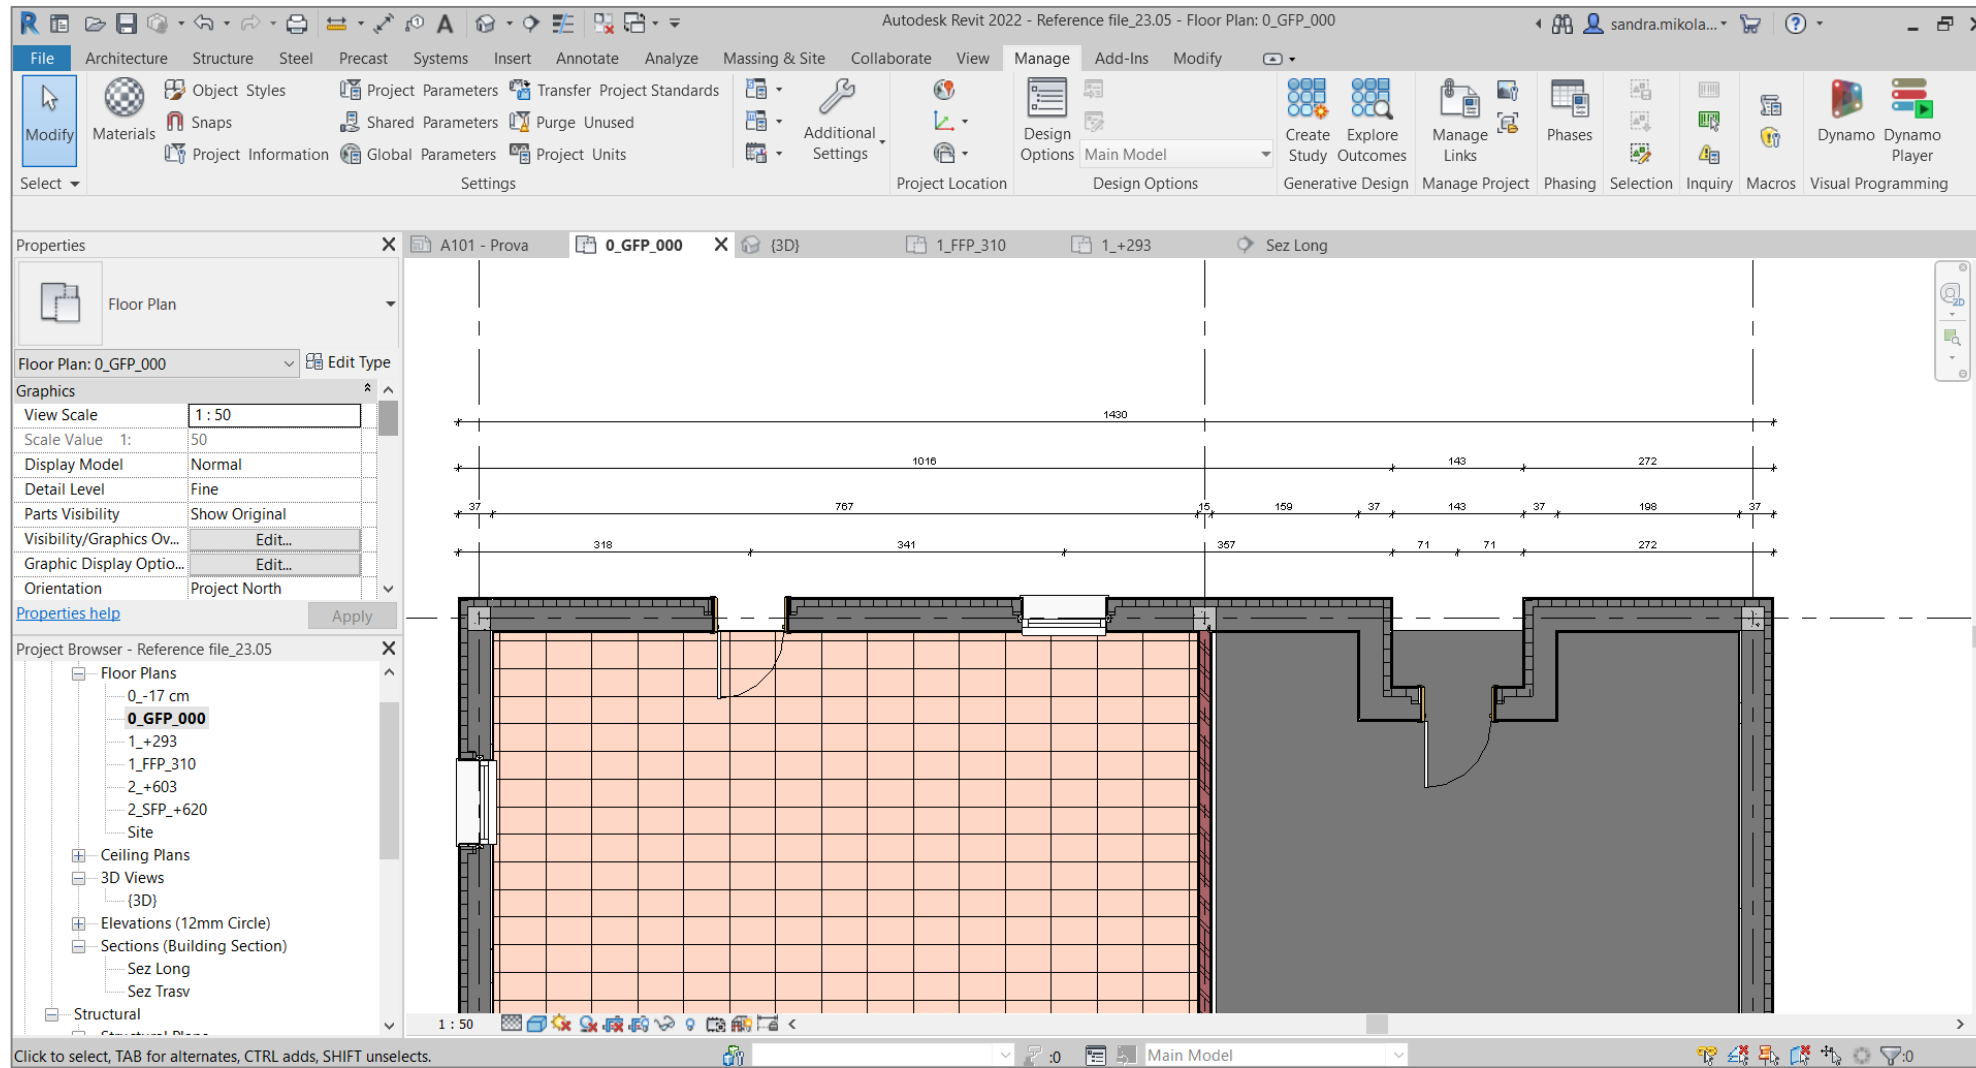 Autodesk Revit 2022 - Reference file_23.05 - Floor Plan: 0_GFP_000
sandra.mikola...
File Architecture Structure Steel Precast Systems Insert Annotate Analyze Massing & Site Collaborate View Manage Add-Ins Modify
Modify
Materials
Object Styles
Snaps
Project Information
Project Parameters
Shared Parameters
Global Parameters
Transfer Project Standards
Purge Unused
Project Units
Additional
Settings
Design
Options
Main Model
Create
Study
Explore
Outcomes
Manage
Links
Phases
Dynamo
Dynamo
Player
Select
Settings
Project Location
Design Options
Generative Design
Manage Project
Phasing
Selection
Inquiry
Macros
Visual Programming
Properties
A101 - Prova
0_GFP_000
{3D}
1_FFP_310
1_+293
Sez Long
Floor Plan
Floor Plan: 0_GFP_000
Edit Type
Graphics
View Scale 1 : 50
Scale Value 1: 50
Display Model Normal
Detail Level Fine
Parts Visibility Show Original
Visibility/Graphics Ov... Edit...
Graphic Display Optio... Edit...
Orientation Project North
Properties help
Apply
Project Browser - Reference file_23.05
Floor Plans
0_-17 cm
0_GFP_000
1_+293
1_FFP_310
2_+603
2_SFP_+620
Site
Ceiling Plans
3D Views
{3D}
Elevations (12mm Circle)
Sections (Building Section)
Sez Long
Sez Trasv
Structural
2D
1430
1016 143 272
37 767 15 159 37 143 37 198 37
318 341 357 71 71 272
1 : 50
Click to select, TAB for alternates, CTRL adds, SHIFT unselects.
:0
Main Model
:0